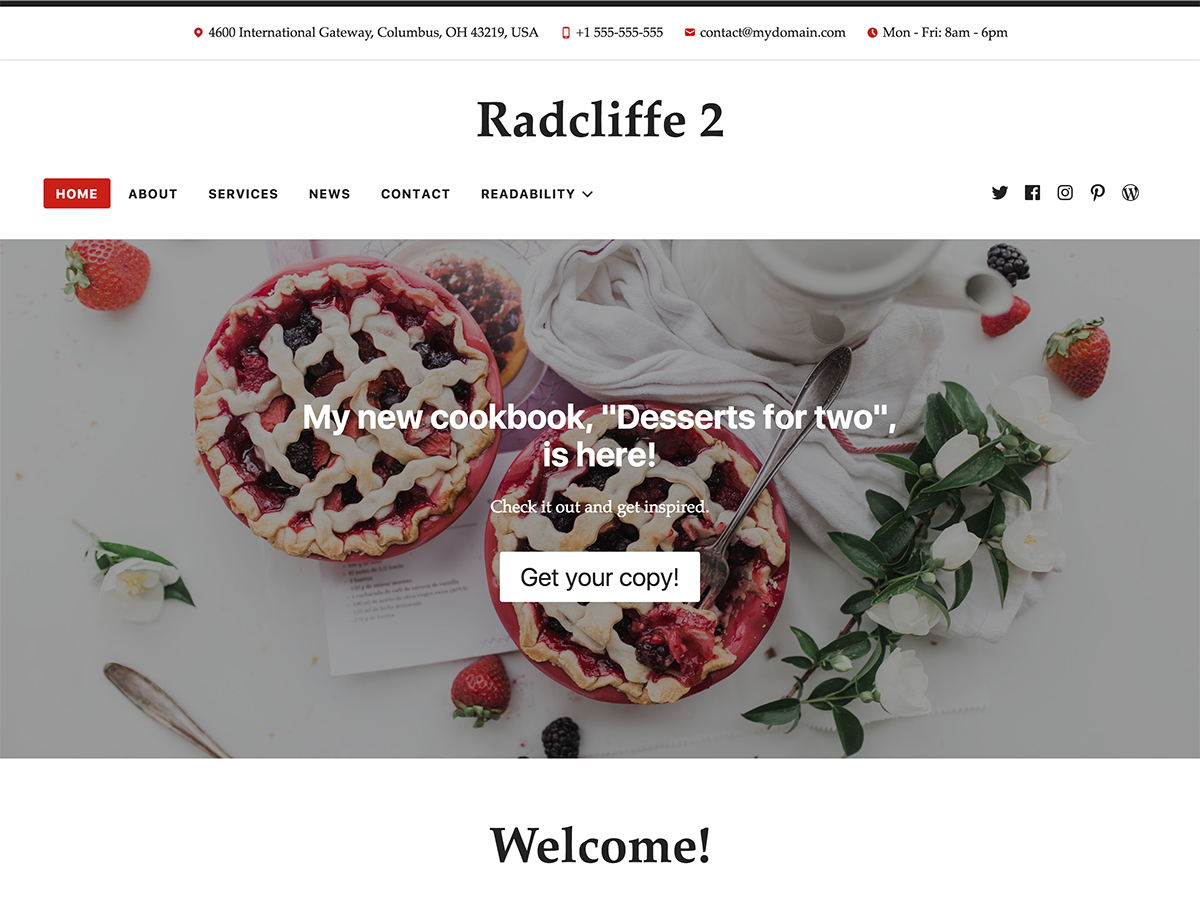 4600 International Gateway, Columbus, OH 43219, USA +1 555-555-555 contact@mydomain.com Mon - Fri: 8am - 6pm
Radcliffe 2
HOME ABOUT SERVICES NEWS CONTACT READABILITY
My new cookbook, "Desserts for two",
is here!
Check it out and get inspired.
Get your copy!
Welcome!